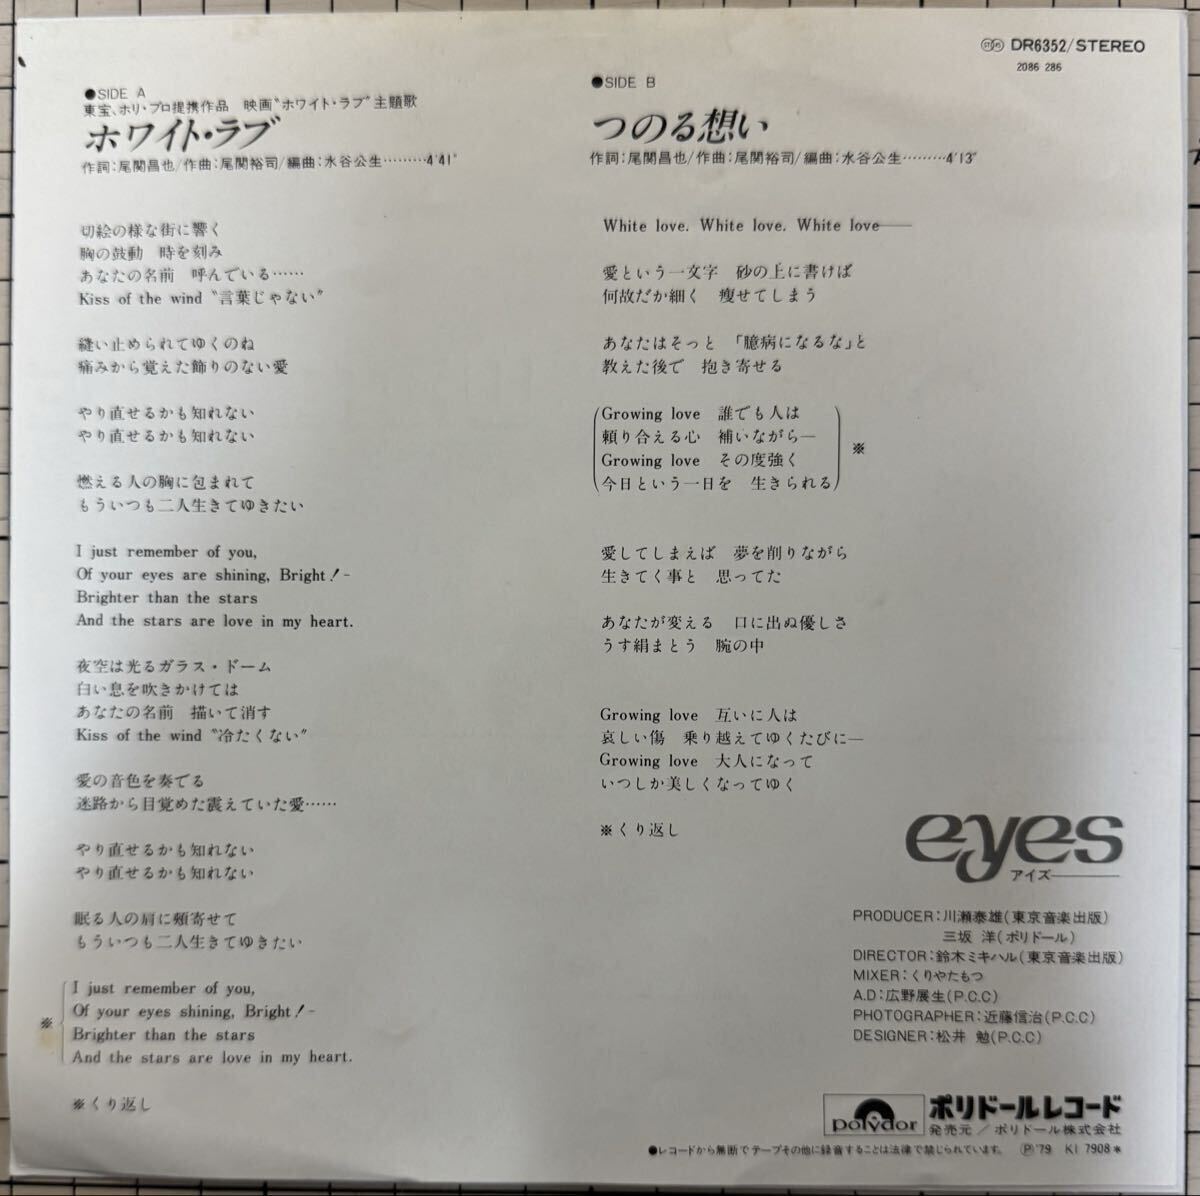 DR6352/STEREO
2086 286
●SIDE A
東宝、ホリ・プロ提携作品 映画"ホワイト・ラブ"主題歌
ホワイト・ラブ
作詞:尾関昌也/作曲:尾関裕司/編曲:水谷公生………4'41"
切絵の様な街に響く
胸の鼓動 時を刻み
あなたの名前 呼んでいる……
Kiss of the wind "言葉じゃない"
縫い止められてゆくのね
痛みから覚えた飾りのない愛
やり直せるかも知れない
やり直せるかも知れない
燃える人の胸に包まれて
もういつも二人生きてゆきたい
I just remember of you,
Of your eyes are shining, Bright!-
Brighter than the stars
And the stars are love in my heart.
夜空は光るガラス・ドーム
白い息を吹きかけては
あなたの名前 描いて消す
Kiss of the wind "冷たくない"
愛の音色を奏でる
迷路から目覚めた震えていた愛……
やり直せるかも知れない
やり直せるかも知れない
眠る人の肩に頰寄せて
もういつも二人生きてゆきたい
I just remember of you,
Of your eyes shining, Bright!-
※ Brighter than the stars
And the stars are love in my heart.
※くり返し
●SIDE B
つのる想い
作詞:尾関昌也/作曲:尾関裕司/編曲:水谷公生………4'13"
White love. White love. White love——
愛という一文字 砂の上に書けば
何故だか細く 瘦せてしまう
あなたはそっと 「臆病になるな」と
教えた後で 抱き寄せる
(Growing love 誰でも人は
頼り合える心 補いながら—
Growing love その度強く
今日という一日を 生きられる) ※
愛してしまえば 夢を削りながら
生きてく事と 思ってた
あなたが変える 口に出ぬ優しさ
うす絹まとう 腕の中
Growing love 互いに人は
哀しい傷 乗り越えてゆくたびに—
Growing love 大人になって
いつしか美しくなってゆく
※くり返し
eyes
アイズ
PRODUCER:川瀬泰雄(東京音楽出版)
三坂 洋(ポリドール)
DIRECTOR:鈴木ミキハル(東京音楽出版)
MIXER:くりやたもつ
A.D:広野展生(P.C.C)
PHOTOGRAPHER:近藤信治(P.C.C)
DESIGNER:松井 勉(P.C.C)
polydor
ポリドールレコード
発売元/ポリドール株式会社
●レコードから無断でテープその他に録音することは法律で禁じられています。 Ⓟ'79 KI 7908*